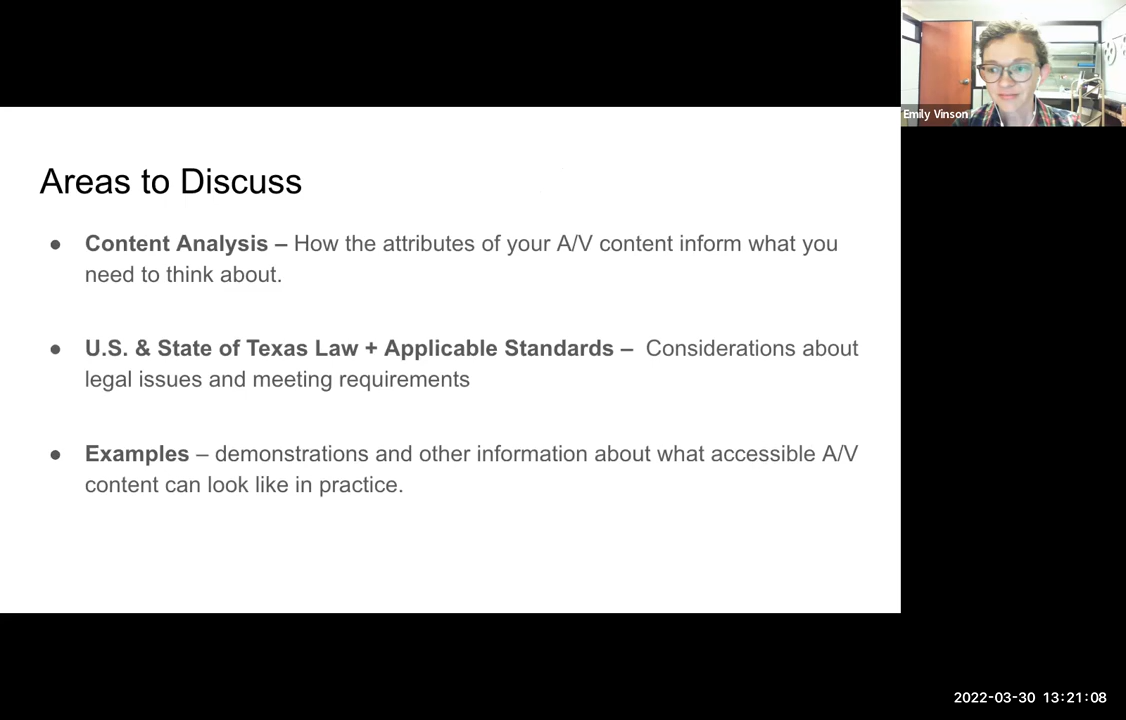 Emily Vinson
Areas to Discuss
● Content Analysis – How the attributes of your A/V content inform what you
need to think about.
● U.S. & State of Texas Law + Applicable Standards – Considerations about
legal issues and meeting requirements
● Examples – demonstrations and other information about what accessible A/V
content can look like in practice.
2022-03-30 13:21:08